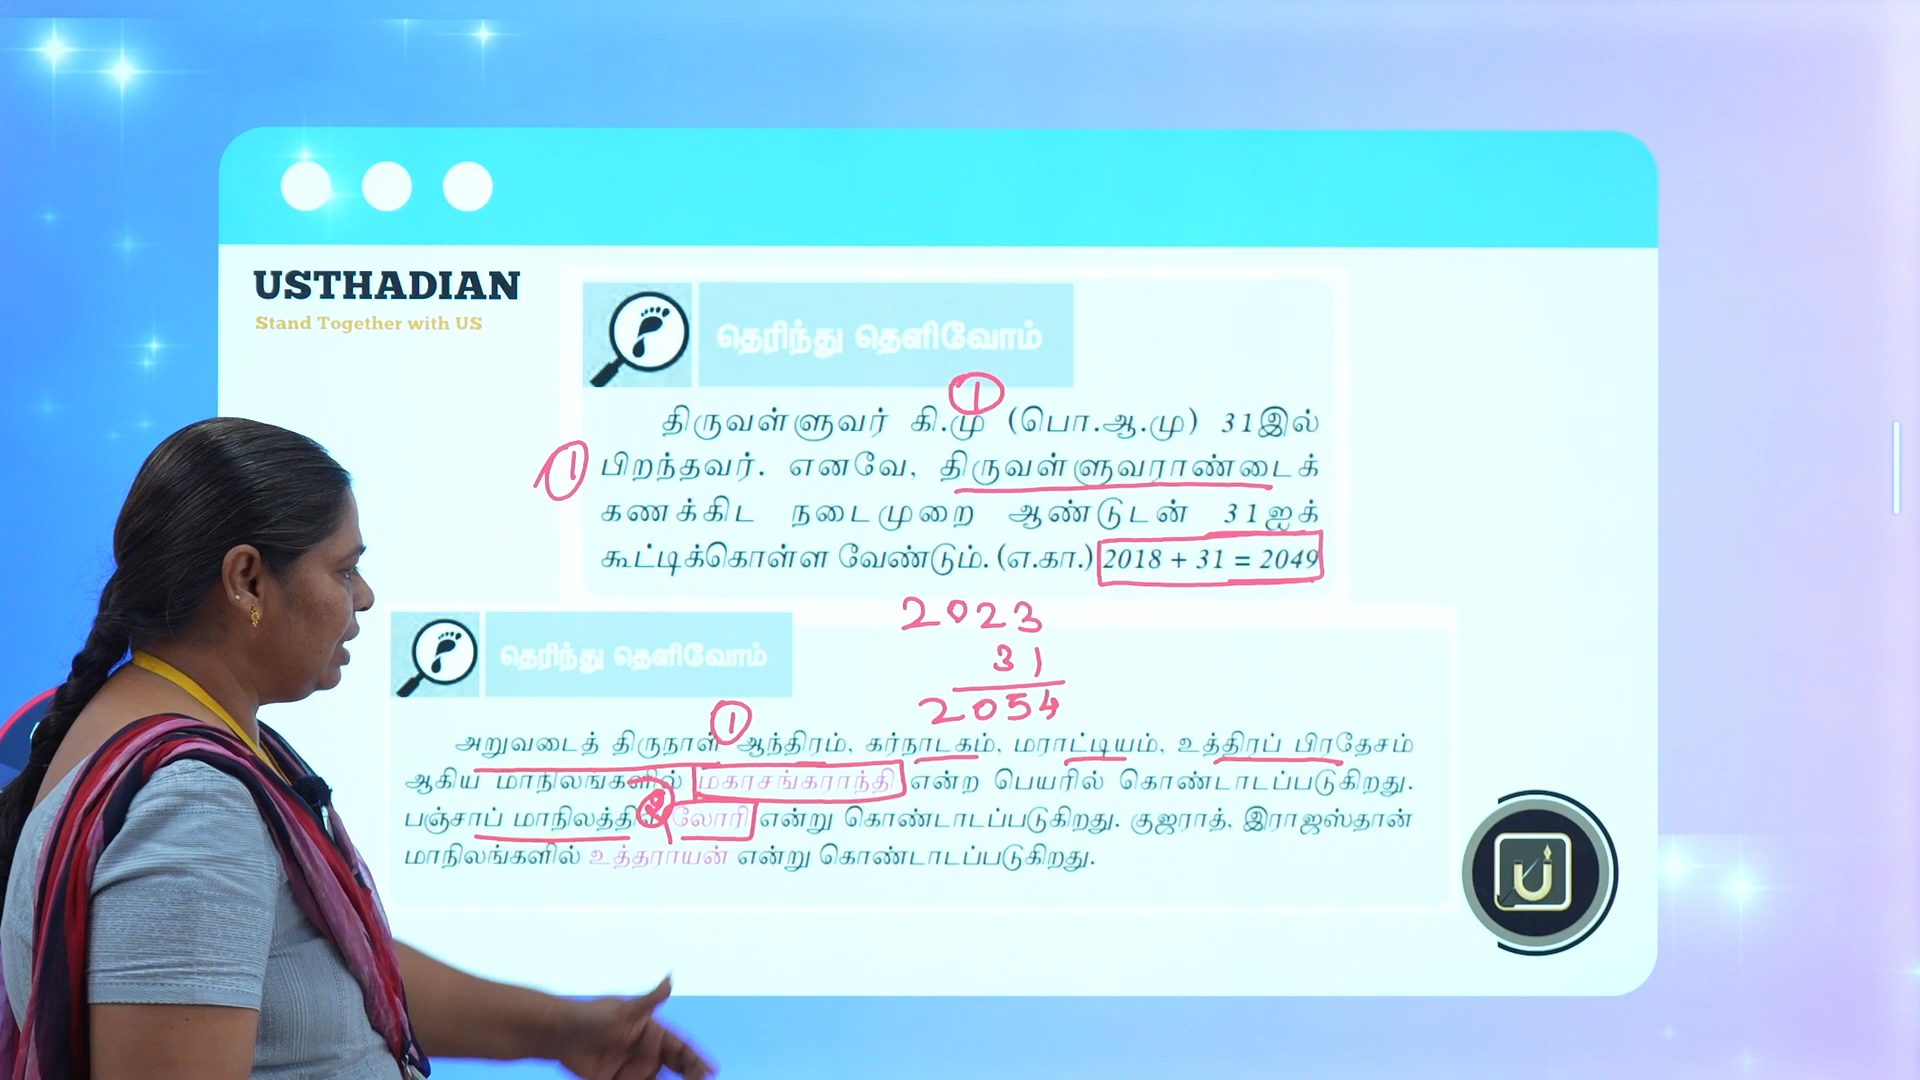 USTHADIAN
Stand Together with US
தெரிந்து தெளிவோம்
1
திருவள்ளுவர் கி.மு (பொ.ஆ.மு) 31இல்
1
பிறந்தவர். எனவே, திருவள்ளுவராண்டைக்
கணக்கிட நடைமுறை ஆண்டுடன் 31ஐக்
கூட்டிக்கொள்ள வேண்டும். (எ.கா.) 2018 + 31 = 2049
2023
31
2054
தெரிந்து தெளிவோம்
1
அறுவடைத் திருநாள் ஆந்திரம், கர்நாடகம், மராட்டியம், உத்திரப் பிரதேசம்
ஆகிய மாநிலங்களில் மகரசங்கராந்தி என்ற பெயரில் கொண்டாடப்படுகிறது.
பஞ்சாப் மாநிலத்தில் லோரி என்று கொண்டாடப்படுகிறது. குஜராத், இராஜஸ்தான்
மாநிலங்களில் உத்தராயன் என்று கொண்டாடப்படுகிறது.
U